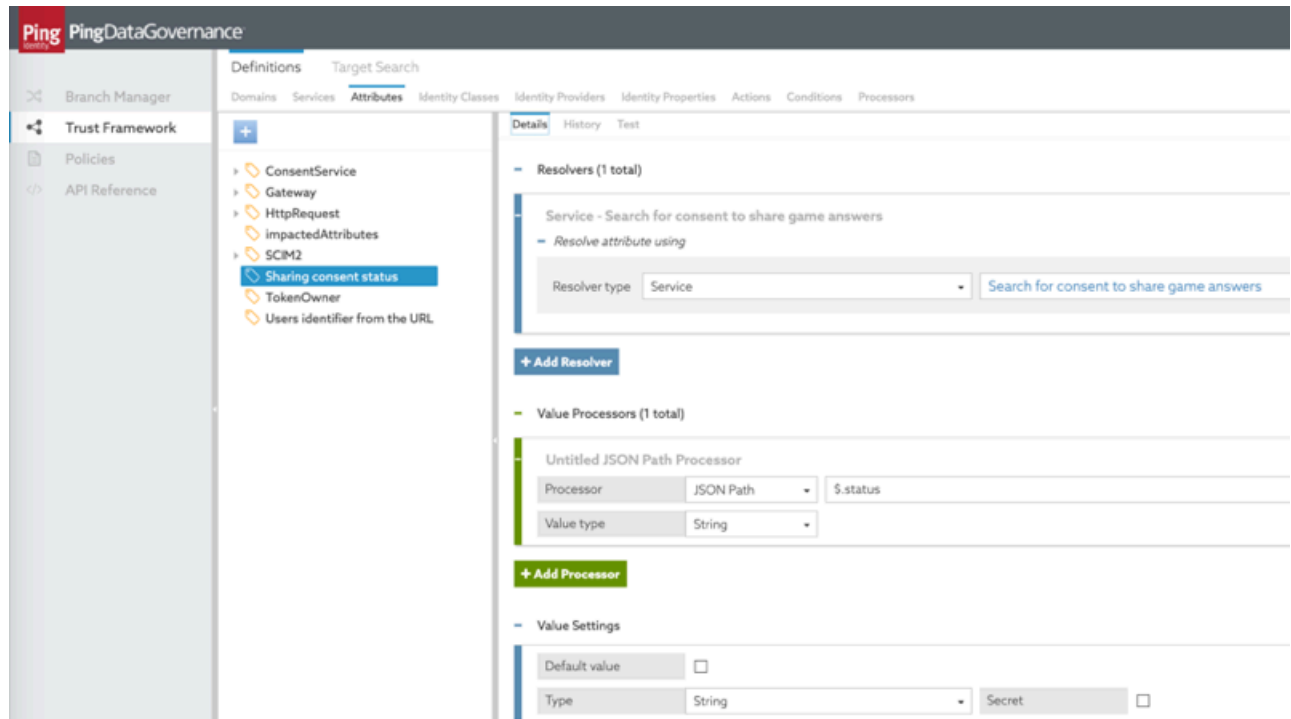 Ping PingDataGovernance
Identity
Definitions Target Search
Branch Manager
Trust Framework
Policies
API Reference
Domains Services Attributes Identity Classes Identity Providers Identity Properties Actions Conditions Processors
Details History Test
ConsentService
Gateway
HttpRequest
impactedAttributes
SCIM2
Sharing consent status
TokenOwner
Users identifier from the URL
Resolvers (1 total)
Service - Search for consent to share game answers
Resolve attribute using
Resolver type Service Search for consent to share game answers
+ Add Resolver
Value Processors (1 total)
Untitled JSON Path Processor
Processor JSON Path $.status
Value type String
+ Add Processor
Value Settings
Default value
Type String Secret